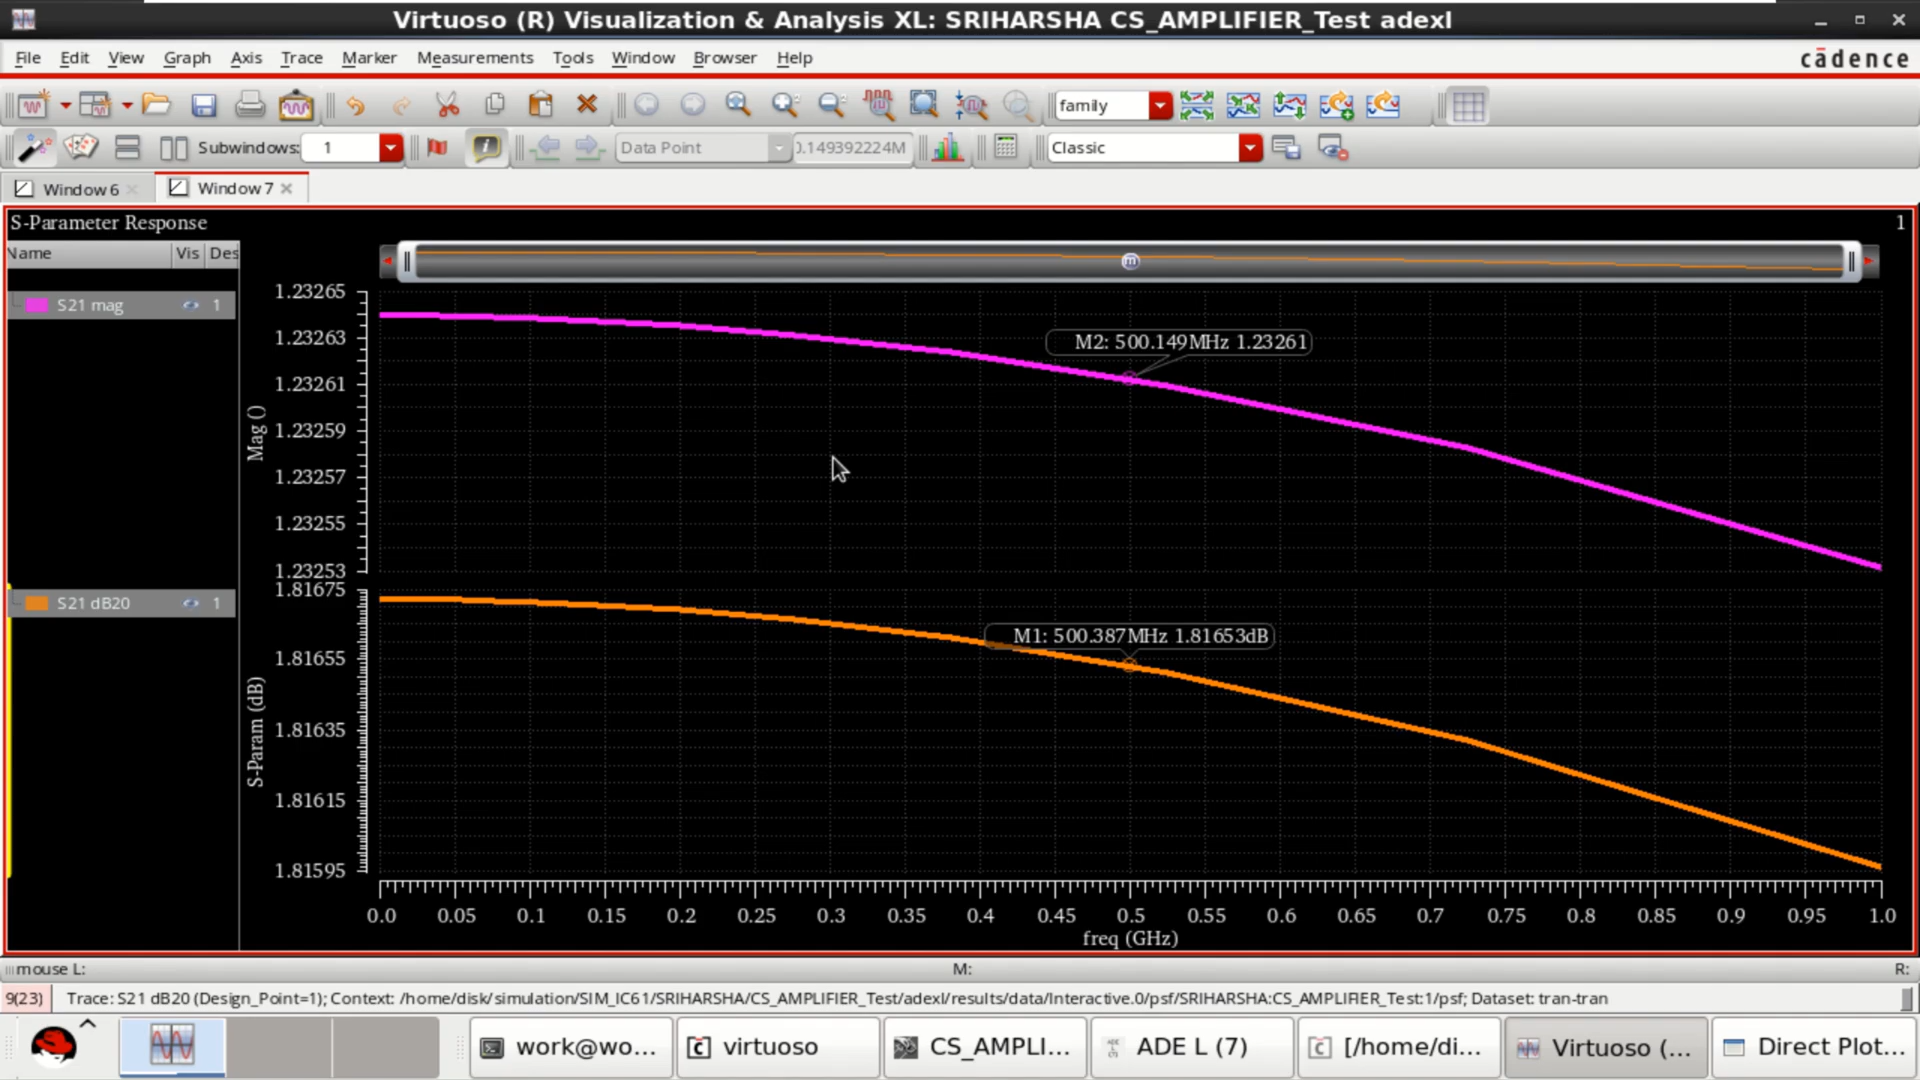 Virtuoso (R) Visualization & Analysis XL: SRIHARSHA CS_AMPLIFIER_Test adexl
File Edit View Graph Axis Trace Marker Measurements Tools Window Browser Help
cādence
family
Subwindows: 1
Data Point
0.149392224M
Classic
Window 6
Window 7
S-Parameter Response
1
Name Vis Des
S21 mag 1
1.23265
1.23263
1.23261
1.23259
1.23257
1.23255
1.23253
Mag ()
M2: 500.149MHz 1.23261
S21 dB20 1
1.81675
1.81655
1.81635
1.81615
1.81595
S-Param (dB)
M1: 500.387MHz 1.81653dB
0.0 0.05 0.1 0.15 0.2 0.25 0.3 0.35 0.4 0.45 0.5 0.55 0.6 0.65 0.7 0.75 0.8 0.85 0.9 0.95 1.0
freq (GHz)
mouse L: M: R:
9(23) Trace: S21 dB20 (Design_Point=1); Context: /home/disk/simulation/SIM_IC61/SRIHARSHA/CS_AMPLIFIER_Test/adexl/results/data/Interactive.0/psf/SRIHARSHA:CS_AMPLIFIER_Test:1/psf; Dataset: tran-tran
work@wo...
virtuoso
CS_AMPLI...
ADE L (7)
[/home/di...
Virtuoso (...
Direct Plot...